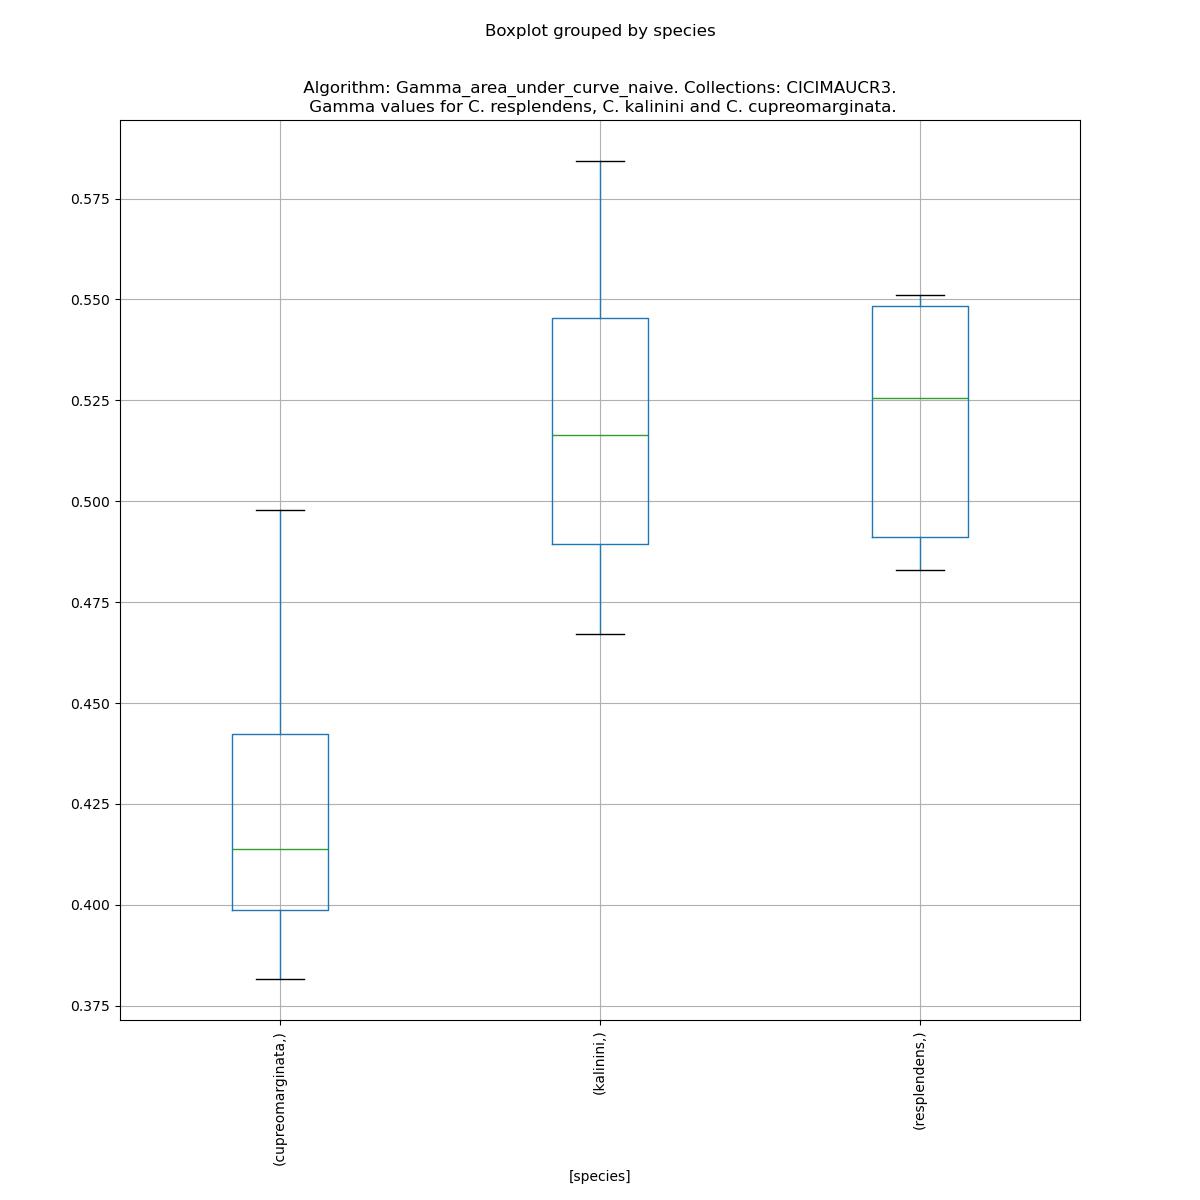 Boxplot grouped by species
Algorithm: Gamma_area_under_curve_naive. Collections: CICIMAUCR3.
Gamma values for C. resplendens, C. kalinini and C. cupreomarginata.
0.575
0.550
0.525
0.500
0.475
0.450
0.425
0.400
0.375
(cupreomarginata,)
(kalinini,)
(resplendens,)
[species]